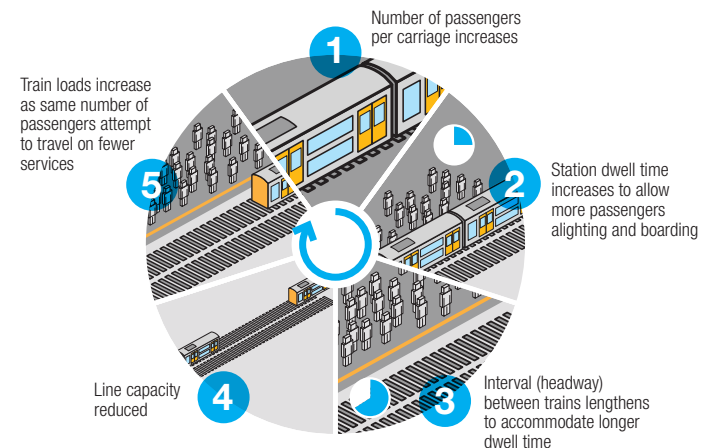 1
Number of passengers
per carriage increases
2
Station dwell time
increases to allow
more passengers
alighting and boarding
3
Interval (headway)
between trains lengthens
to accommodate longer
dwell time
4
Line capacity
reduced
5
Train loads increase
as same number of
passengers attempt
to travel on fewer
services